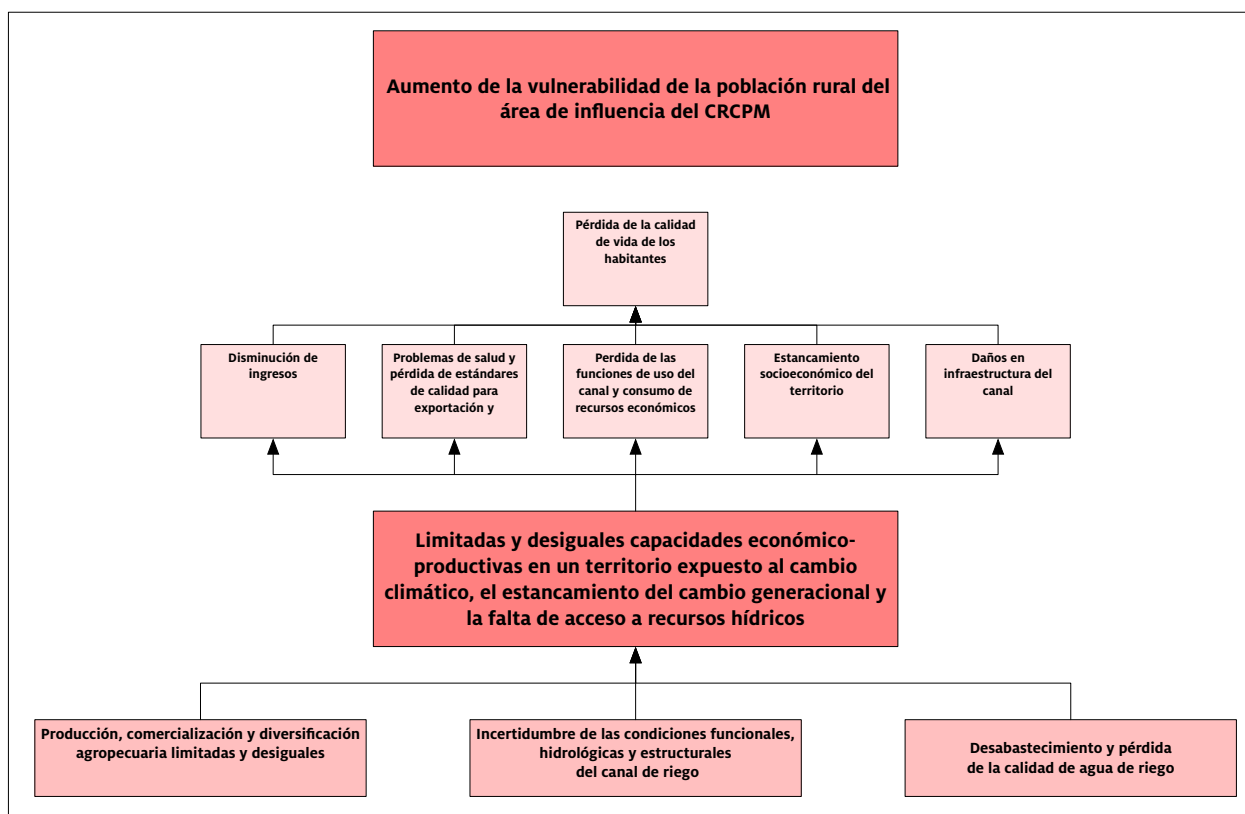 Aumento de la vulnerabilidad de la población rural del
área de influencia del CRCPM
Pérdida de la calidad
de vida de los
habitantes
Disminución de
ingresos
Problemas de salud y
pérdida de estándares
de calidad para
exportación y
Perdida de las
funciones de uso del
canal y consumo de
recursos económicos
Estancamiento
socioeconómico del
territorio
Daños en
infraestructura del
canal
Limitadas y desiguales capacidades económico-
productivas en un territorio expuesto al cambio
climático, el estancamiento del cambio generacional y
la falta de acceso a recursos hídricos
Producción, comercialización y diversificación
agropecuaria limitadas y desiguales
Incertidumbre de las condiciones funcionales,
hidrológicas y estructurales
del canal de riego
Desabastecimiento y pérdida
de la calidad de agua de riego